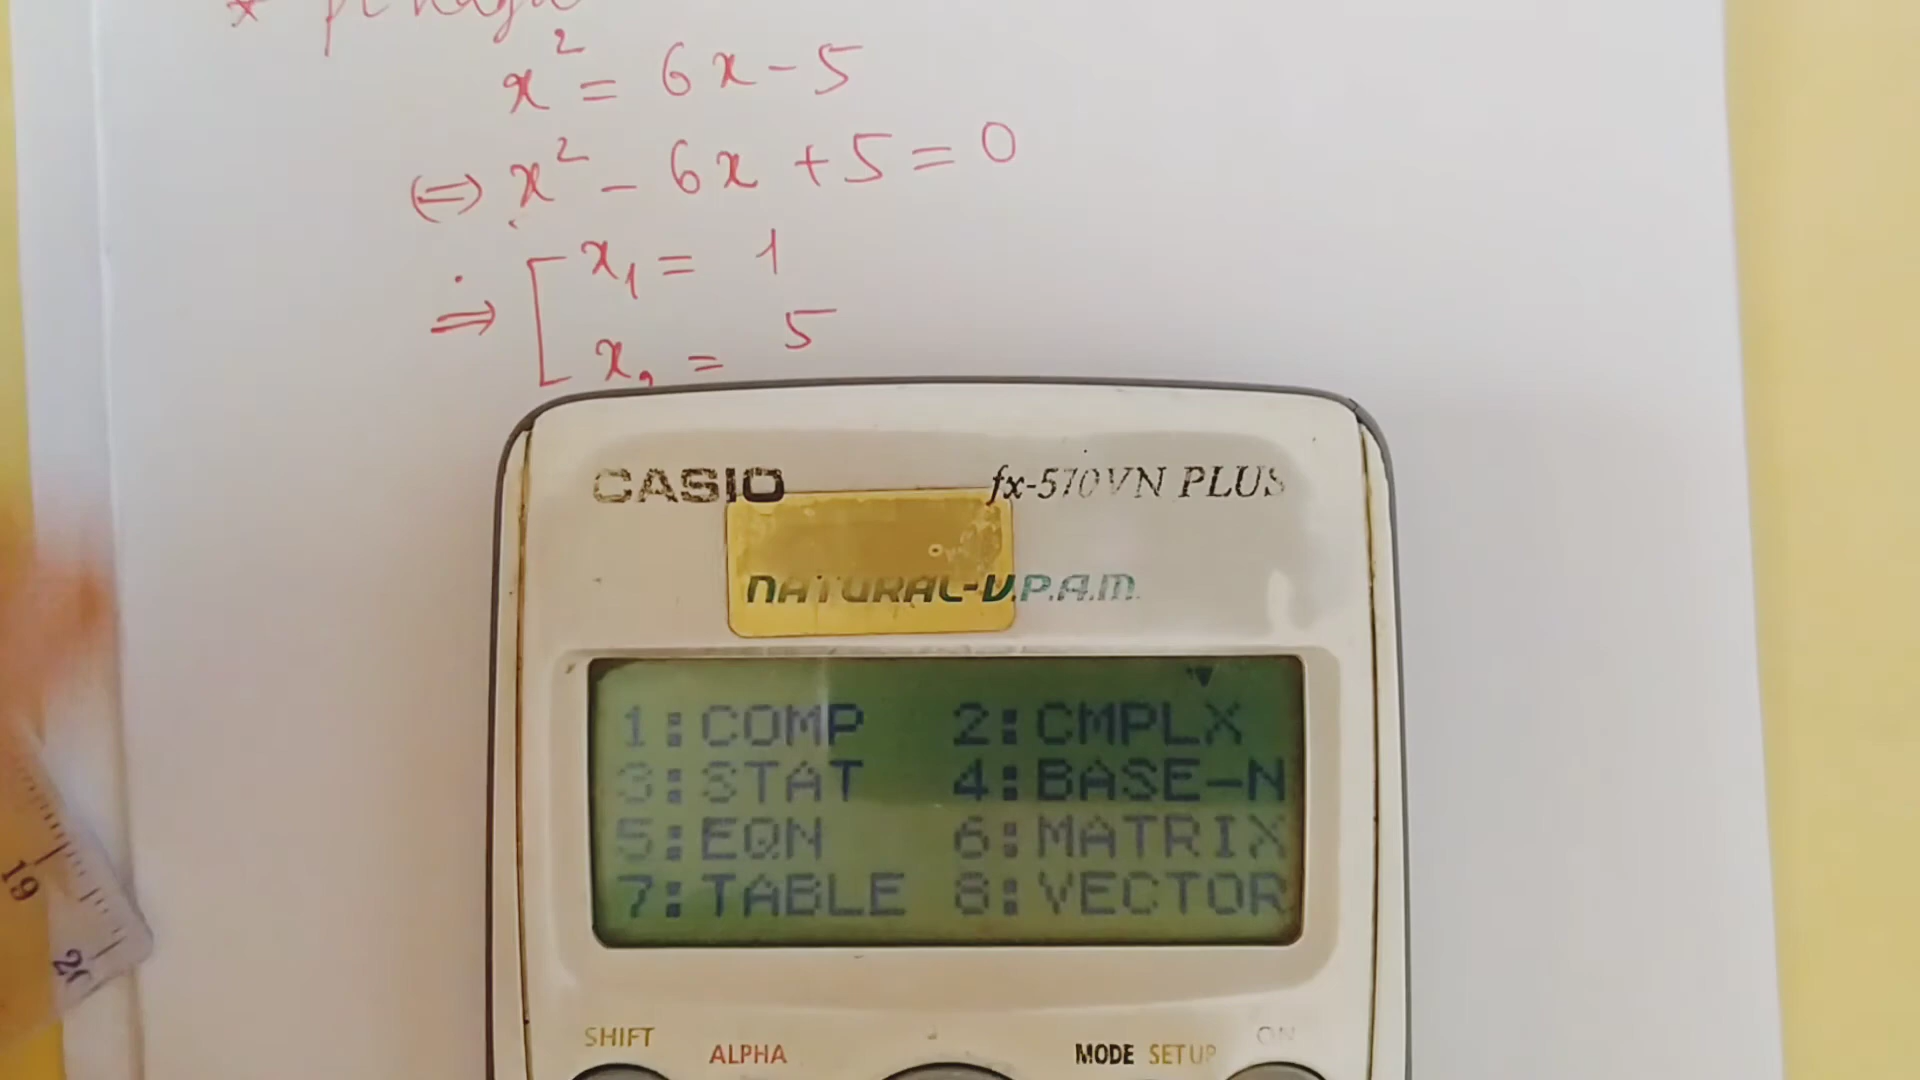 x² = 6x - 5
⇔ x² - 6x + 5 = 0
⇒ [ x₁ = 1
x₂ = 5
CASIO fx-570VN PLUS
NATURAL-V.P.A.M.
1:COMP 2:CMPLX
3:STAT 4:BASE-N
5:EQN 6:MATRIX
7:TABLE 8:VECTOR
SHIFT ALPHA MODE SETUP ON
19
20